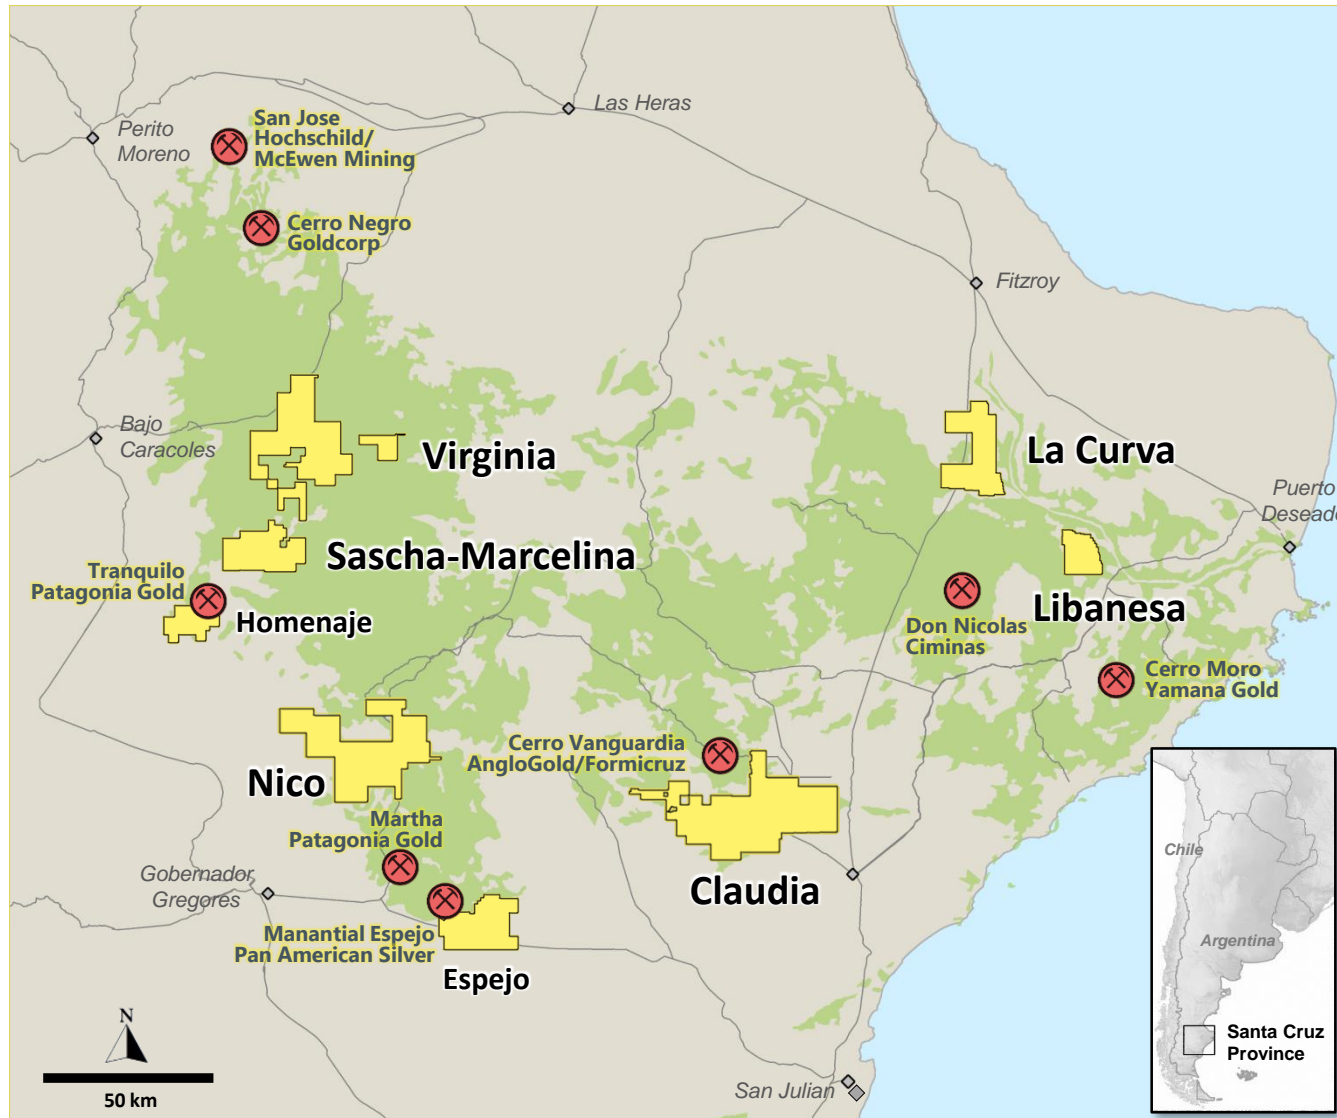 Las Heras
Perito
Moreno
San Jose
Hochschild/
McEwen Mining
Cerro Negro
Goldcorp
Fitzroy
Bajo
Caracoles
Virginia
La Curva
Puerto
Deseado
Sascha-Marcelina
Tranquilo
Patagonia Gold
Homenaje
Libanesa
Don Nicolas
Ciminas
Cerro Moro
Yamana Gold
Cerro Vanguardia
AngloGold/Formicruz
Nico
Martha
Patagonia Gold
Claudia
Gobernador
Gregores
Manantial Espejo
Pan American Silver
Espejo
N
50 km
San Julian
Chile
Argentina
Santa Cruz
Province